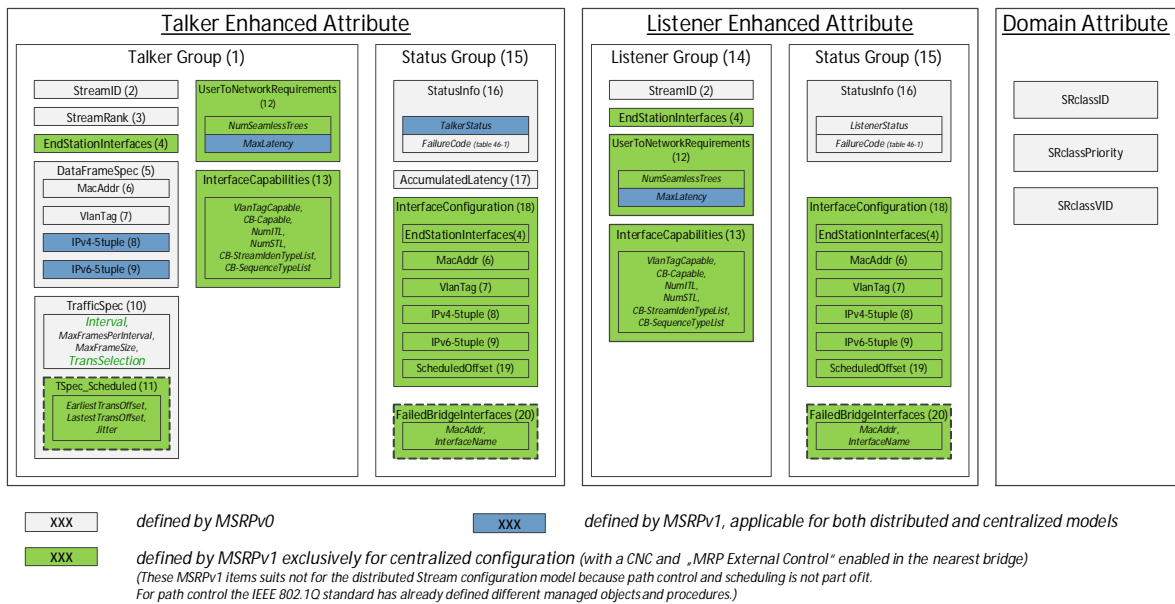 Talker Enhanced Attribute
Talker Group (1)
StreamID (2)
StreamRank (3)
EndStationInterfaces (4)
DataFrameSpec (5)
MacAddr (6)
VlanTag (7)
IPv4-5tuple (8)
IPv6-5tuple (9)
TrafficSpec (10)
Interval,
MaxFramesPerInterval,
MaxFrameSize,
TransSelection
TSpec_Scheduled (11)
EarliestTransOffset,
LastestTransOffset,
Jitter
UserToNetworkRequirements
(12)
NumSeamlessTrees
MaxLatency
InterfaceCapabilities (13)
VlanTagCapable,
CB-Capable,
NumITL,
NumSTL,
CB-StreamIdenTypeList,
CB-SequenceTypeList
Status Group (15)
StatusInfo (16)
TalkerStatus
FailureCode (table 46-1)
AccumulatedLatency (17)
InterfaceConfiguration (18)
EndStationInterfaces(4)
MacAddr (6)
VlanTag (7)
IPv4-5tuple (8)
IPv6-5tuple (9)
ScheduledOffset (19)
FailedBridgeInterfaces (20)
MacAddr,
InterfaceName
Listener Enhanced Attribute
Listener Group (14)
StreamID (2)
EndStationInterfaces (4)
UserToNetworkRequirements
(12)
NumSeamlessTrees
MaxLatency
InterfaceCapabilities (13)
VlanTagCapable,
CB-Capable,
NumITL,
NumSTL,
CB-StreamIdenTypeList,
CB-SequenceTypeList
Status Group (15)
StatusInfo (16)
ListenerStatus
FailureCode (table 46-1)
InterfaceConfiguration (18)
EndStationInterfaces(4)
MacAddr (6)
VlanTag (7)
IPv4-5tuple (8)
IPv6-5tuple (9)
ScheduledOffset (19)
FailedBridgeInterfaces (20)
MacAddr,
InterfaceName
Domain Attribute
SRclassID
SRclassPriority
SRclassVID
XXX defined by MSRPv0
XXX defined by MSRPv1, applicable for both distributed and centralized models
XXX defined by MSRPv1 exclusively for centralized configuration (with a CNC and „MRP External Control“ enabled in the nearest bridge)
(These MSRPv1 items suits not for the distributed Stream configuration model because path control and scheduling is not part of it.
For path control the IEEE 802.1Q standard has already defined different managed objects and procedures.)